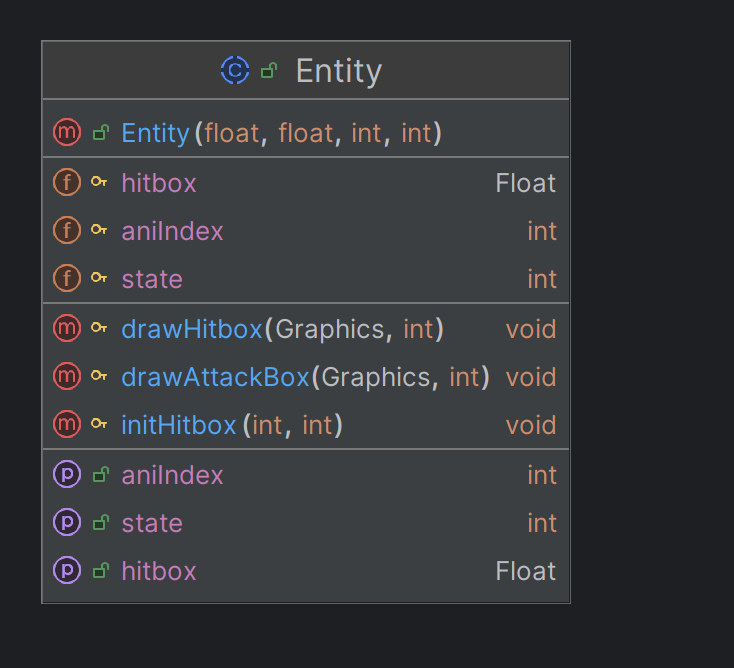 Entity
Entity(float, float, int, int)
hitbox Float
aniIndex int
state int
drawHitbox(Graphics, int) void
drawAttackBox(Graphics, int) void
initHitbox(int, int) void
aniIndex int
state int
hitbox Float